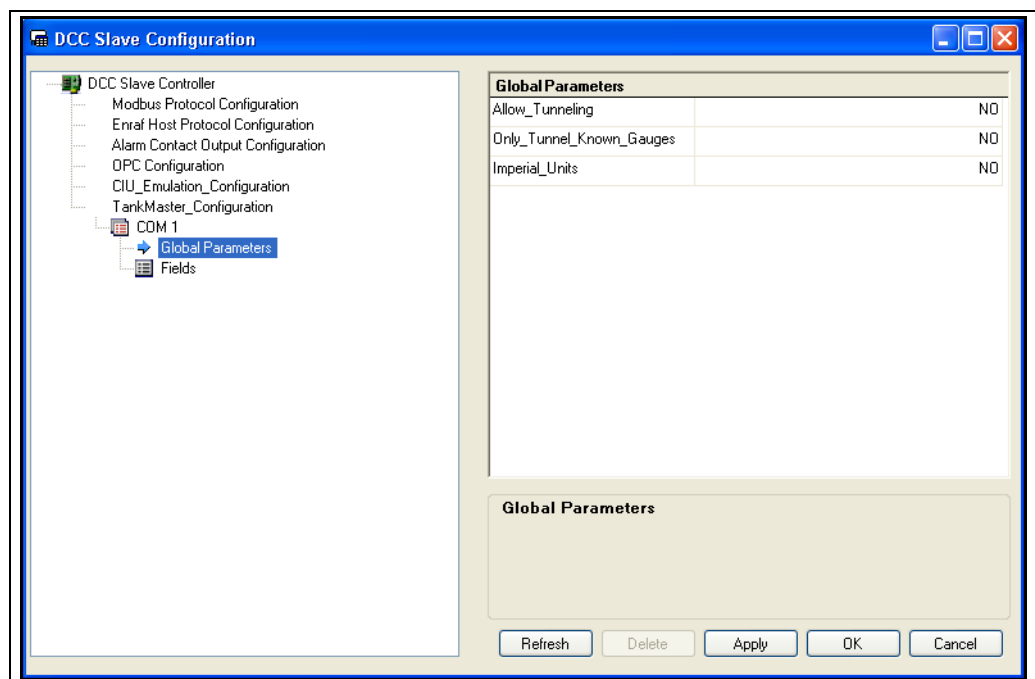 DCC Slave Configuration
DCC Slave Controller
Modbus Protocol Configuration
Enraf Host Protocol Configuration
Alarm Contact Output Configuration
OPC Configuration
CIU_Emulation_Configuration
TankMaster_Configuration
COM 1
Global Parameters
Fields
Global Parameters
Allow_Tunneling NO
Only_Tunnel_Known_Gauges NO
Imperial_Units NO
Global Parameters
Refresh Delete Apply OK Cancel